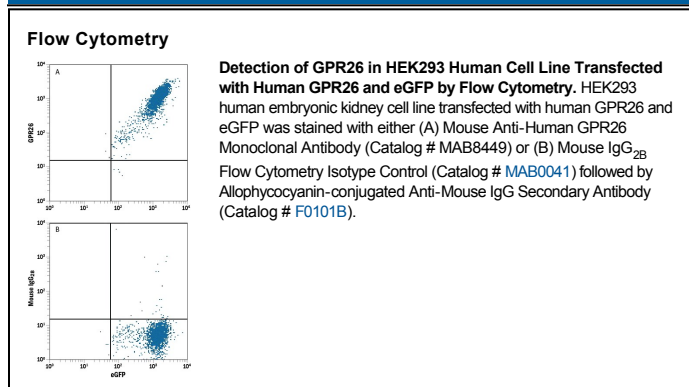 Flow Cytometry
Detection of GPR26 in HEK293 Human Cell Line Transfected
with Human GPR26 and eGFP by Flow Cytometry. HEK293
human embryonic kidney cell line transfected with human GPR26 and
eGFP was stained with either (A) Mouse Anti-Human GPR26
Monoclonal Antibody (Catalog # MAB8449) or (B) Mouse IgG2B
Flow Cytometry Isotype Control (Catalog # MAB0041) followed by
Allophycocyanin-conjugated Anti-Mouse IgG Secondary Antibody
(Catalog # F0101B).
A
GPR26
10⁴
10³
10²
10¹
10⁰
10⁰ 10¹ 10² 10³ 10⁴
B
Mouse IgG2B
10⁴
10³
10²
10¹
10⁰
10⁰ 10¹ 10² 10³ 10⁴
eGFP